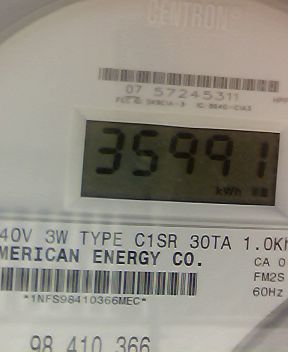 CENTRON®
07 57245311
35991
kWh
40V 3W TYPE C1SR 30TA 1.0Kh
MERICAN ENERGY CO.
CA 0
FM2S
60Hz
*1NFS98410366MEC*
98 410 366